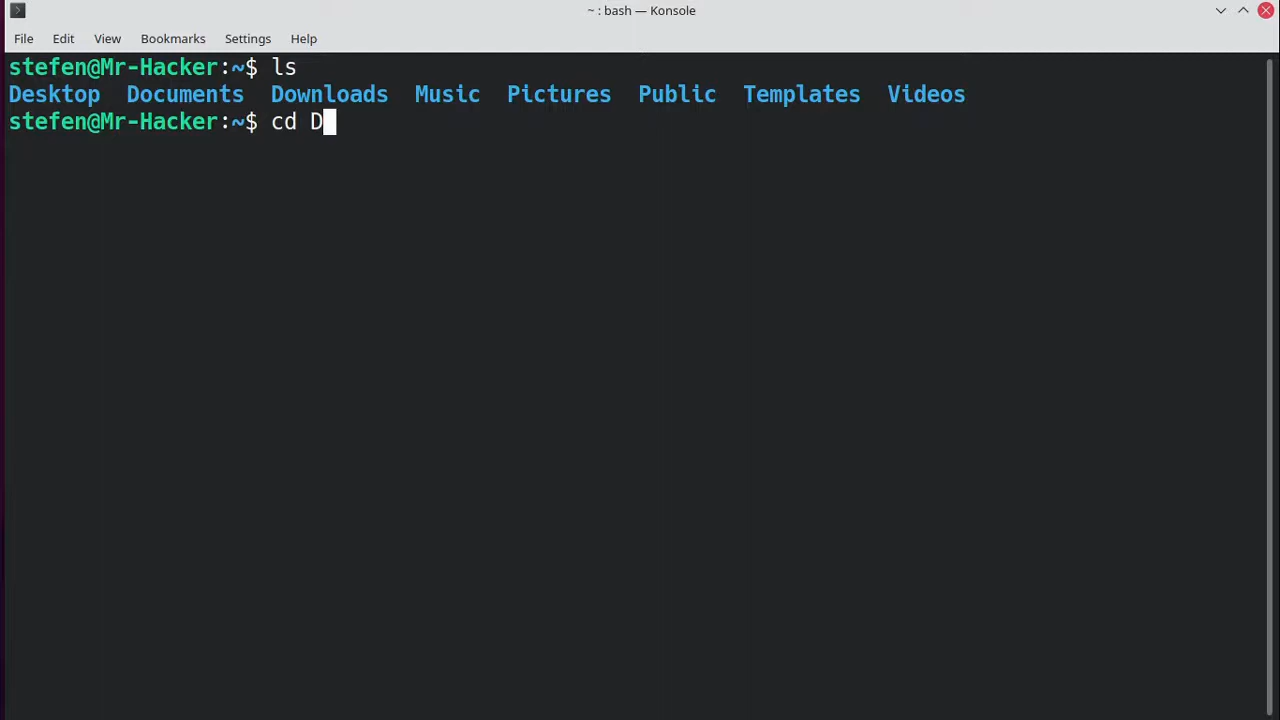 ~ : bash — Konsole
File Edit View Bookmarks Settings Help
stefen@Mr-Hacker:~$ ls
Desktop Documents Downloads Music Pictures Public Templates Videos
stefen@Mr-Hacker:~$ cd D